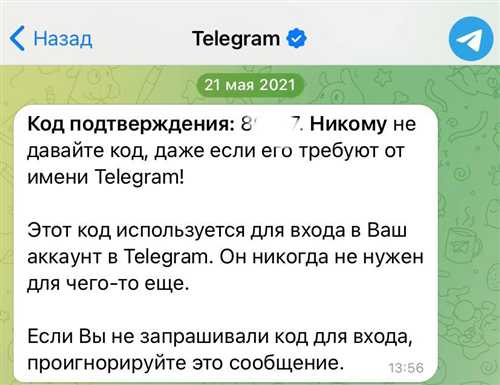 Назад
Telegram
21 мая 2021
Код подтверждения: 8 7. Никому не
давайте код, даже если его требуют от
имени Telegram!
Этот код используется для входа в Ваш
аккаунт в Telegram. Он никогда не нужен
для чего-то еще.
Если Вы не запрашивали код для входа,
проигнорируйте это сообщение.
13:56